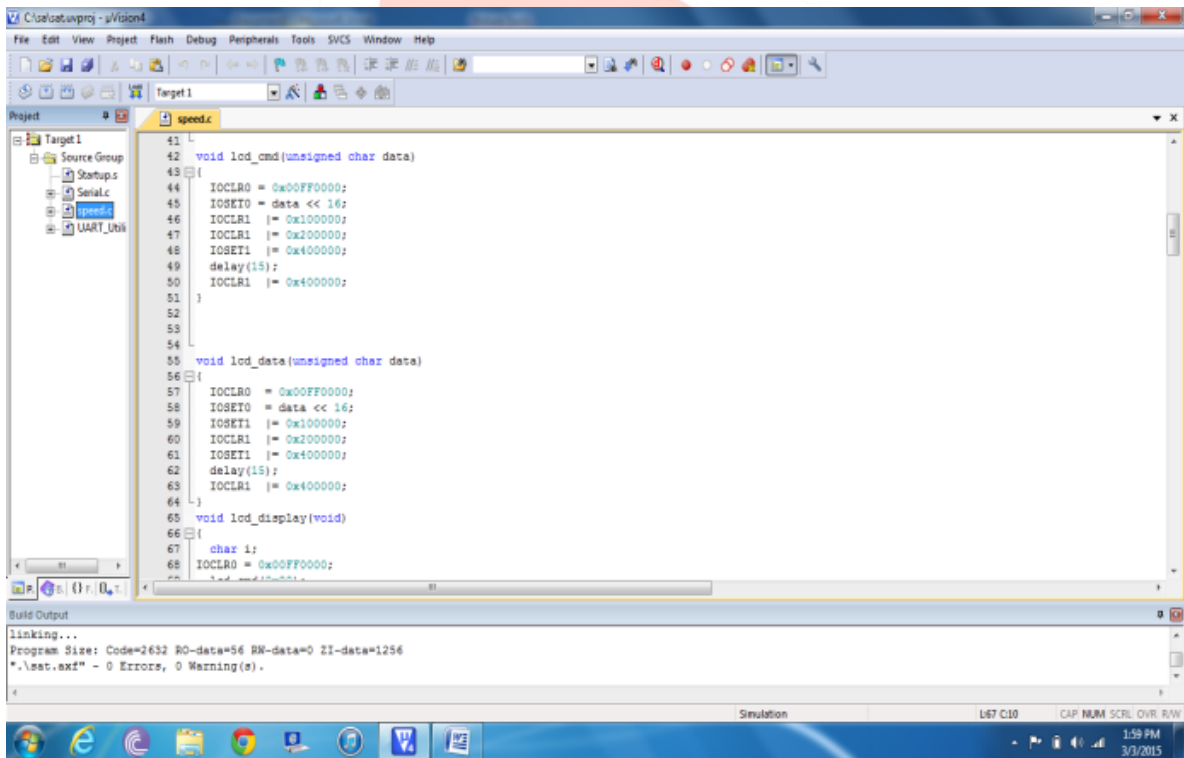 C:\sa\sat.uvproj - µVision4
File Edit View Project Flash Debug Peripherals Tools SVCS Window Help
Target 1
Project
speed.c
Target 1
Source Group
Startup.s
Serial.c
speed.c
UART_Utili
41
42 void lcd_cmd(unsigned char data)
43 {
44 IOCLR0 = 0x00FF0000;
45 IOSET0 = data << 16;
46 IOCLR1 |= 0x100000;
47 IOCLR1 |= 0x200000;
48 IOSET1 |= 0x400000;
49 delay(15);
50 IOCLR1 |= 0x400000;
51 }
52
53
54
55 void lcd_data(unsigned char data)
56 {
57 IOCLR0 = 0x00FF0000;
58 IOSET0 = data << 16;
59 IOSET1 |= 0x100000;
60 IOCLR1 |= 0x200000;
61 IOSET1 |= 0x400000;
62 delay(15);
63 IOCLR1 |= 0x400000;
64 }
65 void lcd_display(void)
66 {
67 char i;
68 IOCLR0 = 0x00FF0000;
P. B. {} F. 0 T.
Build Output
linking...
Program Size: Code=2632 RO-data=56 RW-data=0 ZI-data=1256
".\sat.axf" - 0 Errors, 0 Warning(s).
Simulation L:67 C:10 CAP NUM SCRL OVR R/W
1:59 PM
3/3/2015